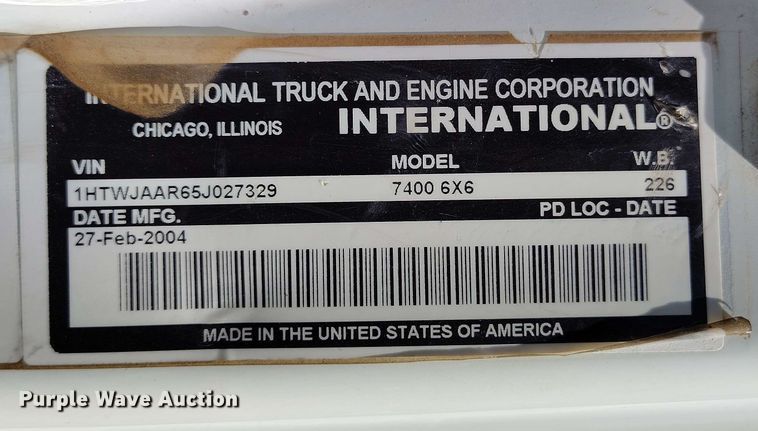 INTERNATIONAL TRUCK AND ENGINE CORPORATION
CHICAGO, ILLINOIS INTERNATIONAL®
VIN MODEL W.B.
1HTWJAAR65J027329 7400 6X6 226
DATE MFG. PD LOC - DATE
27-Feb-2004
MADE IN THE UNITED STATES OF AMERICA
Purple Wave Auction